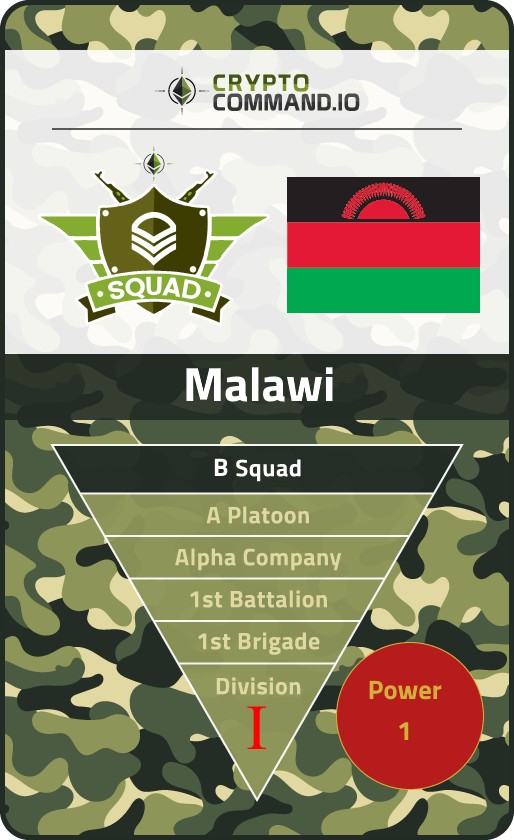 CRYPTO
COMMAND.IO
SQUAD
Malawi
B Squad
A Platoon
Alpha Company
1st Battalion
1st Brigade
Division
I
Power
1